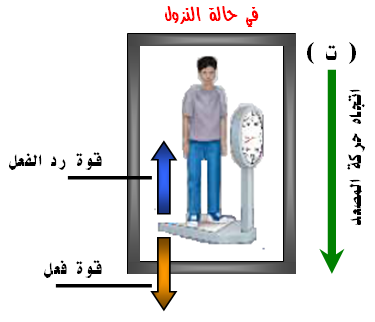 في حالة النزول
( ت )
اتجاه حركة المصعد
قوة رد الفعل
قوة فعل